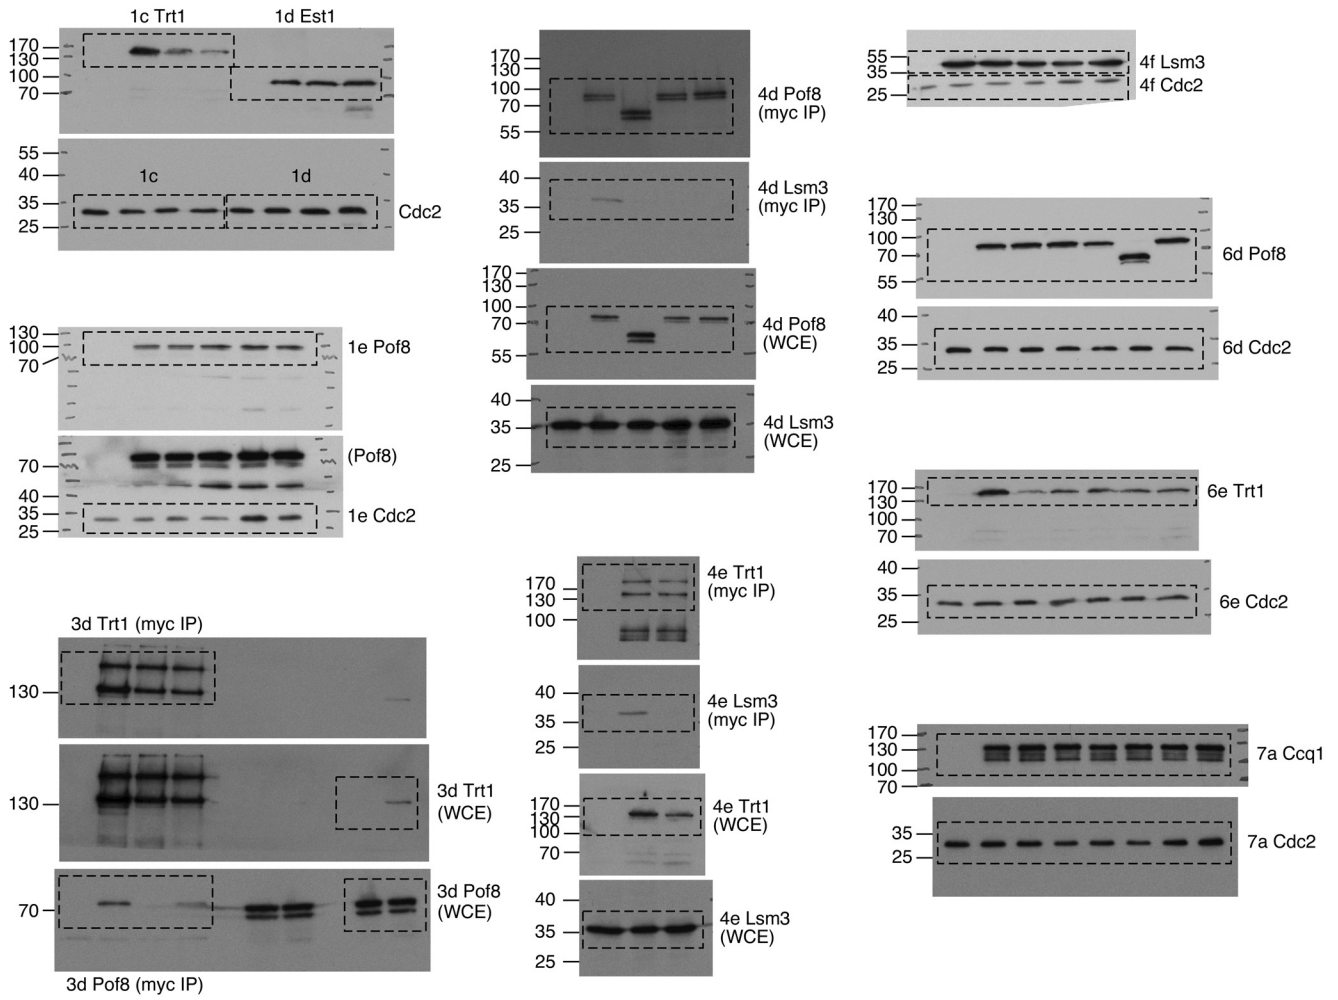 1c Trt1
1d Est1
170
130
100
70
55
40
35
25
1c
1d
Cdc2
130
100
70
1e Pof8
70
40
35
25
(Pof8)
1e Cdc2
3d Trt1 (myc IP)
130
130
3d Trt1
(WCE)
70
3d Pof8
(WCE)
3d Pof8 (myc IP)
170
130
100
70
55
4d Pof8
(myc IP)
40
35
25
4d Lsm3
(myc IP)
170
130
100
70
55
4d Pof8
(WCE)
40
35
25
4d Lsm3
(WCE)
170
130
100
4e Trt1
(myc IP)
40
35
25
4e Lsm3
(myc IP)
170
130
100
70
4e Trt1
(WCE)
40
35
25
4e Lsm3
(WCE)
55
35
25
4f Lsm3
4f Cdc2
170
130
100
70
55
6d Pof8
40
35
25
6d Cdc2
170
130
100
70
6e Trt1
40
35
25
6e Cdc2
170
130
100
70
7a Ccq1
35
25
7a Cdc2